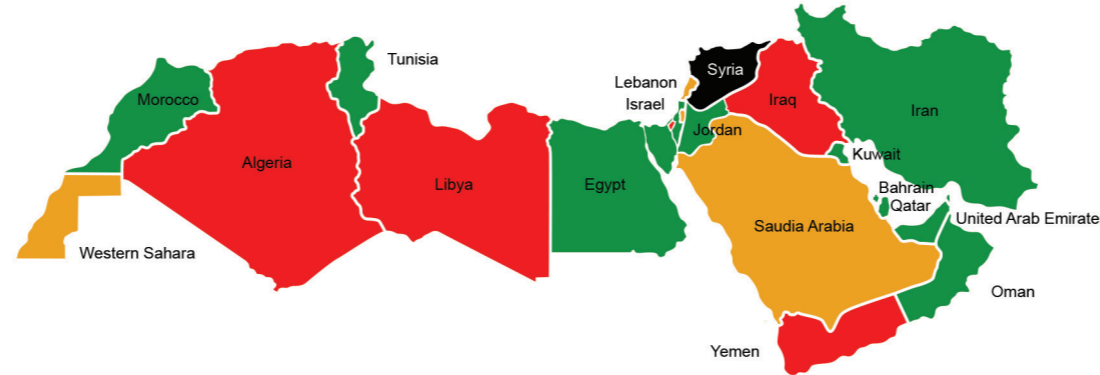 Tunisia
Syria
Lebanon
Israel
Morocco
Iraq
Iran
Jordan
Kuwait
Algeria
Libya
Egypt
Bahrain
Qatar
United Arab Emirate
Saudia Arabia
Western Sahara
Oman
Yemen